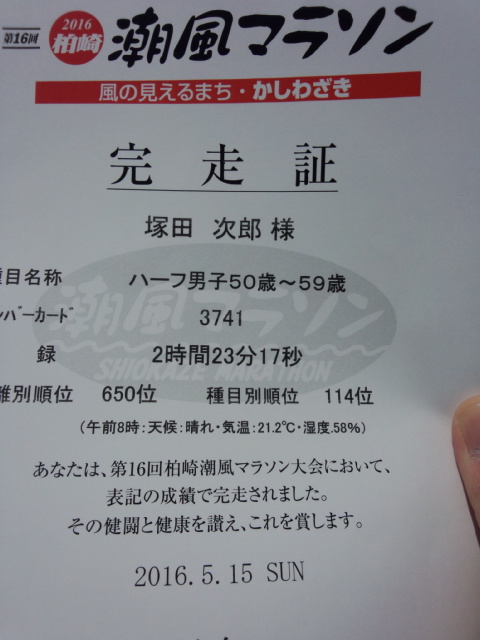 第16回 2016 柏崎 潮風マラソン
風の見えるまち・かしわざき
完走証
塚田 次郎 様
種目名称 ハーフ男子50歳～59歳
ンバーカード 3741
録 2時間23分17秒
離別順位 650位 種目別順位 114位
(午前8時:天候:晴れ・気温:21.2℃・湿度.58%)
潮風マラソン
SHIOKAZE MARATHON
あなたは、第16回柏崎潮風マラソン大会において、
表記の成績で完走されました。
その健闘と健康を讃え、これを賞します。
2016.5.15 SUN